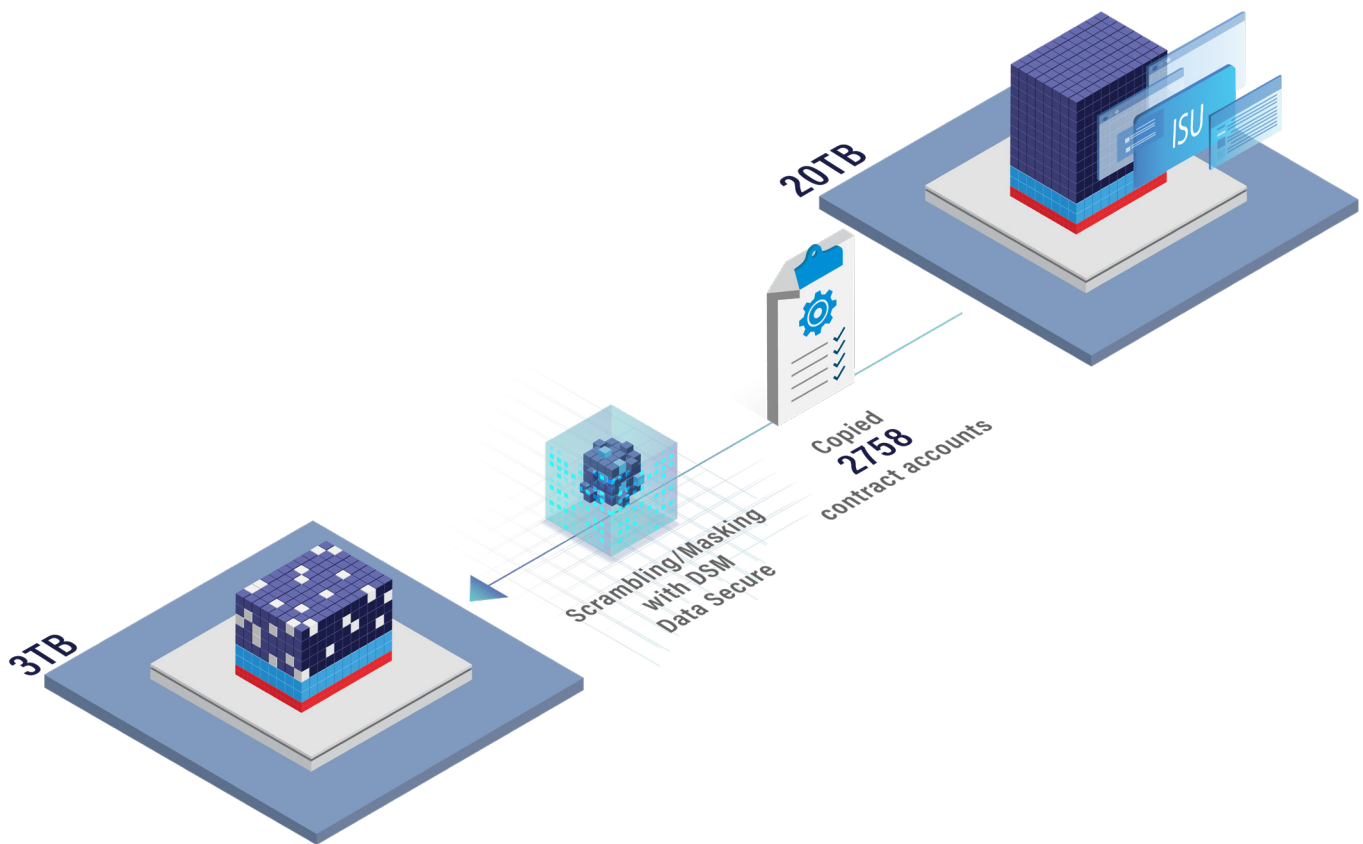 20TB
ISU
Copied
2758
contract accounts
Scrambling/Masking
with DSM
Data Secure
3TB